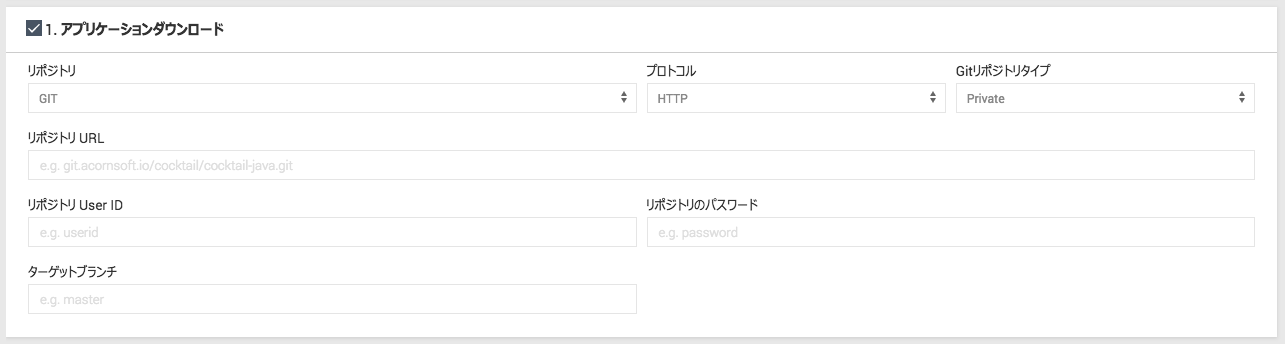 1. アプリケーションダウンロード
リポジトリ プロトコル Gitリポジトリタイプ
GIT HTTP Private
リポジトリ URL
e.g. git.acornsoft.io/cocktail/cocktail-java.git
リポジトリ User ID リポジトリのパスワード
e.g. userid e.g. password
ターゲットブランチ
e.g. master